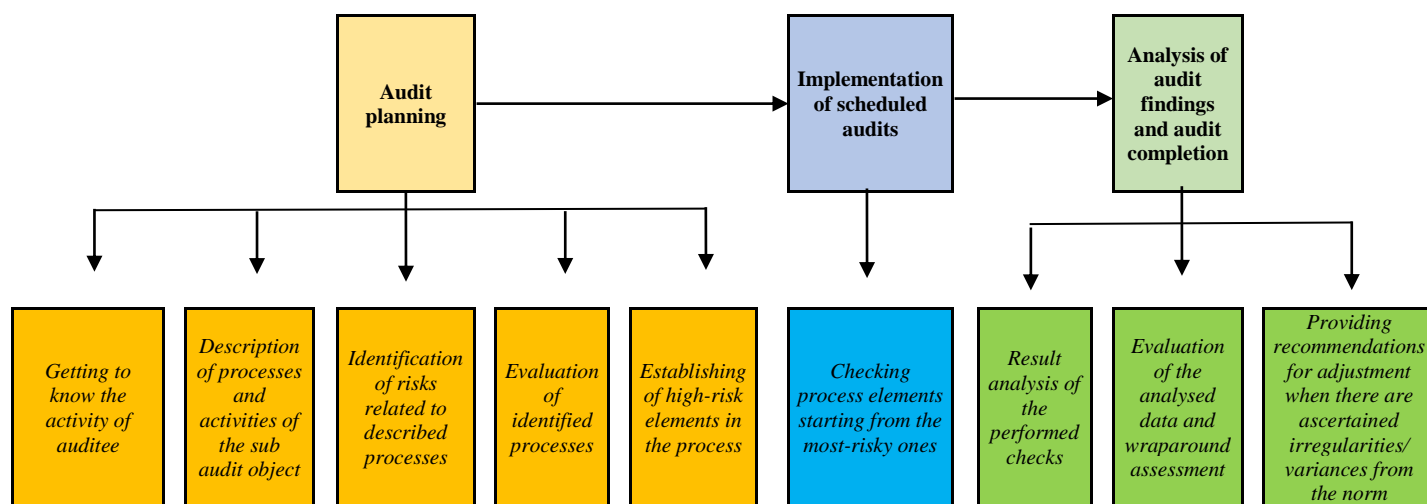 Audit
planning
Implementation
of scheduled
audits
Analysis of
audit
findings
and audit
completion
Getting to
know the
activity of
auditee
Description
of processes
and
activities of
the sub
audit object
Identification
of risks
related to
described
processes
Evaluation
of
identified
processes
Establishing
of high-risk
elements in
the process
Checking
process elements
starting from the
most-risky ones
Result
analysis of
the
performed
checks
Evaluation
of the
analysed
data and
wraparound
assessment
Providing
recommendations
for adjustment
when there are
ascertained
irregularities/
variances from
the norm